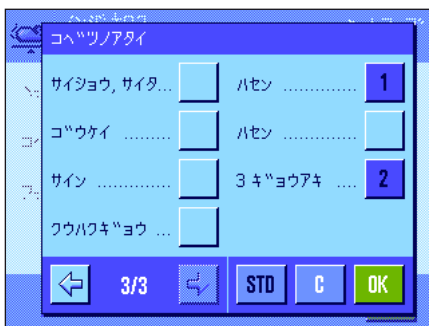 コヘ"ツノアタイ
サイショウ, サイタ...
ハセン .............. 1
ゴ"ウケイ .........
ハセン ..............
サイン ..............
3 ギョウアキ .... 2
クウハクギ"ョウ ...
3/3 STD C OK